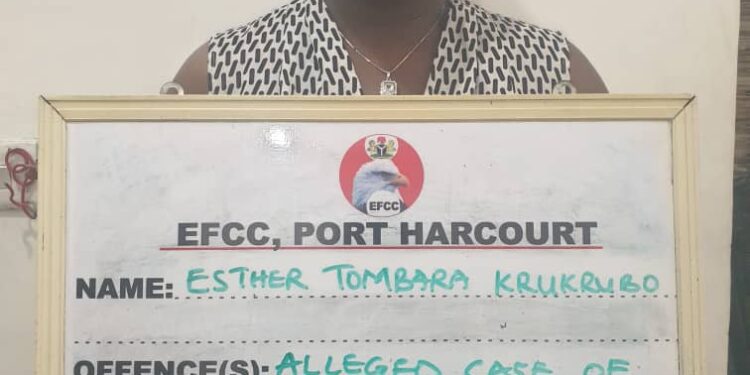 EFCC
EFCC, PORT HARCOURT
NAME: ESTHER TOMBARA KRUKRUBO
OFFENCE(S): ALLEGED CASE OF